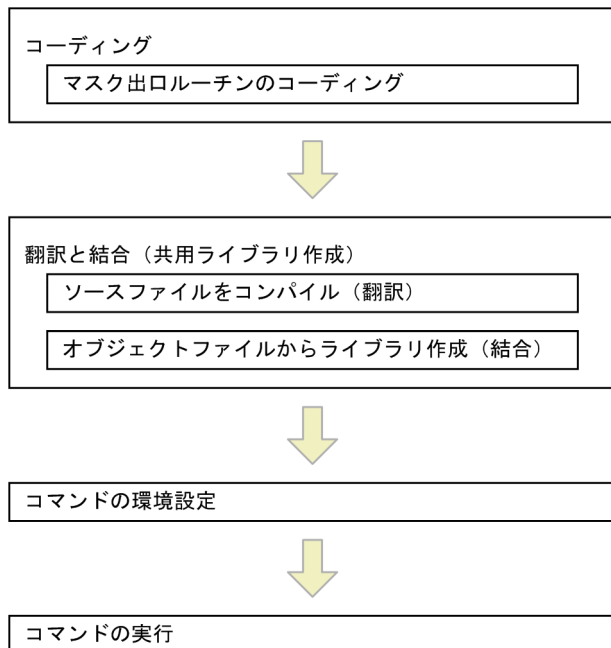 コーディング
マスク出口ルーチンのコーディング
翻訳と結合（共用ライブラリ作成）
ソースファイルをコンパイル（翻訳）
オブジェクトファイルからライブラリ作成（結合）
コマンドの環境設定
コマンドの実行